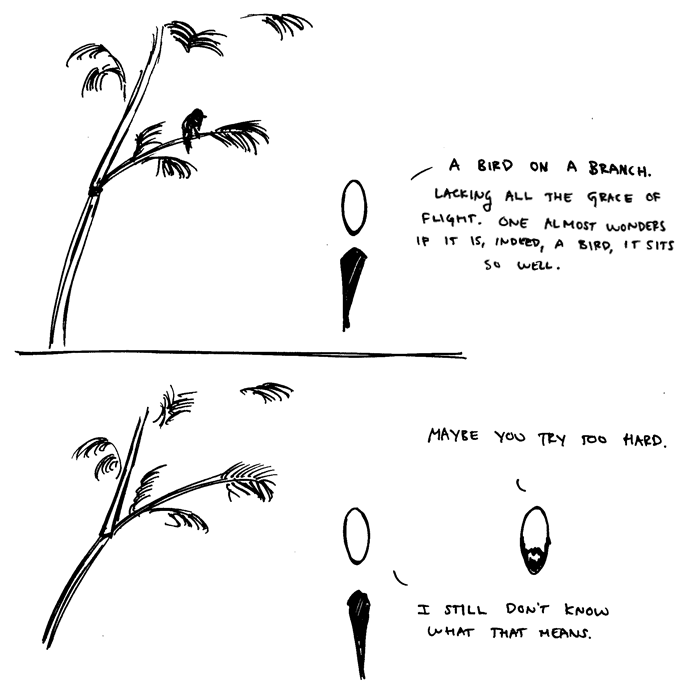 A BIRD ON A BRANCH.
LACKING ALL THE GRACE OF
FLIGHT. ONE ALMOST WONDERS
IF IT IS, INDEED, A BIRD, IT SITS
SO WELL.
MAYBE YOU TRY TOO HARD.
I STILL DON'T KNOW
WHAT THAT MEANS.